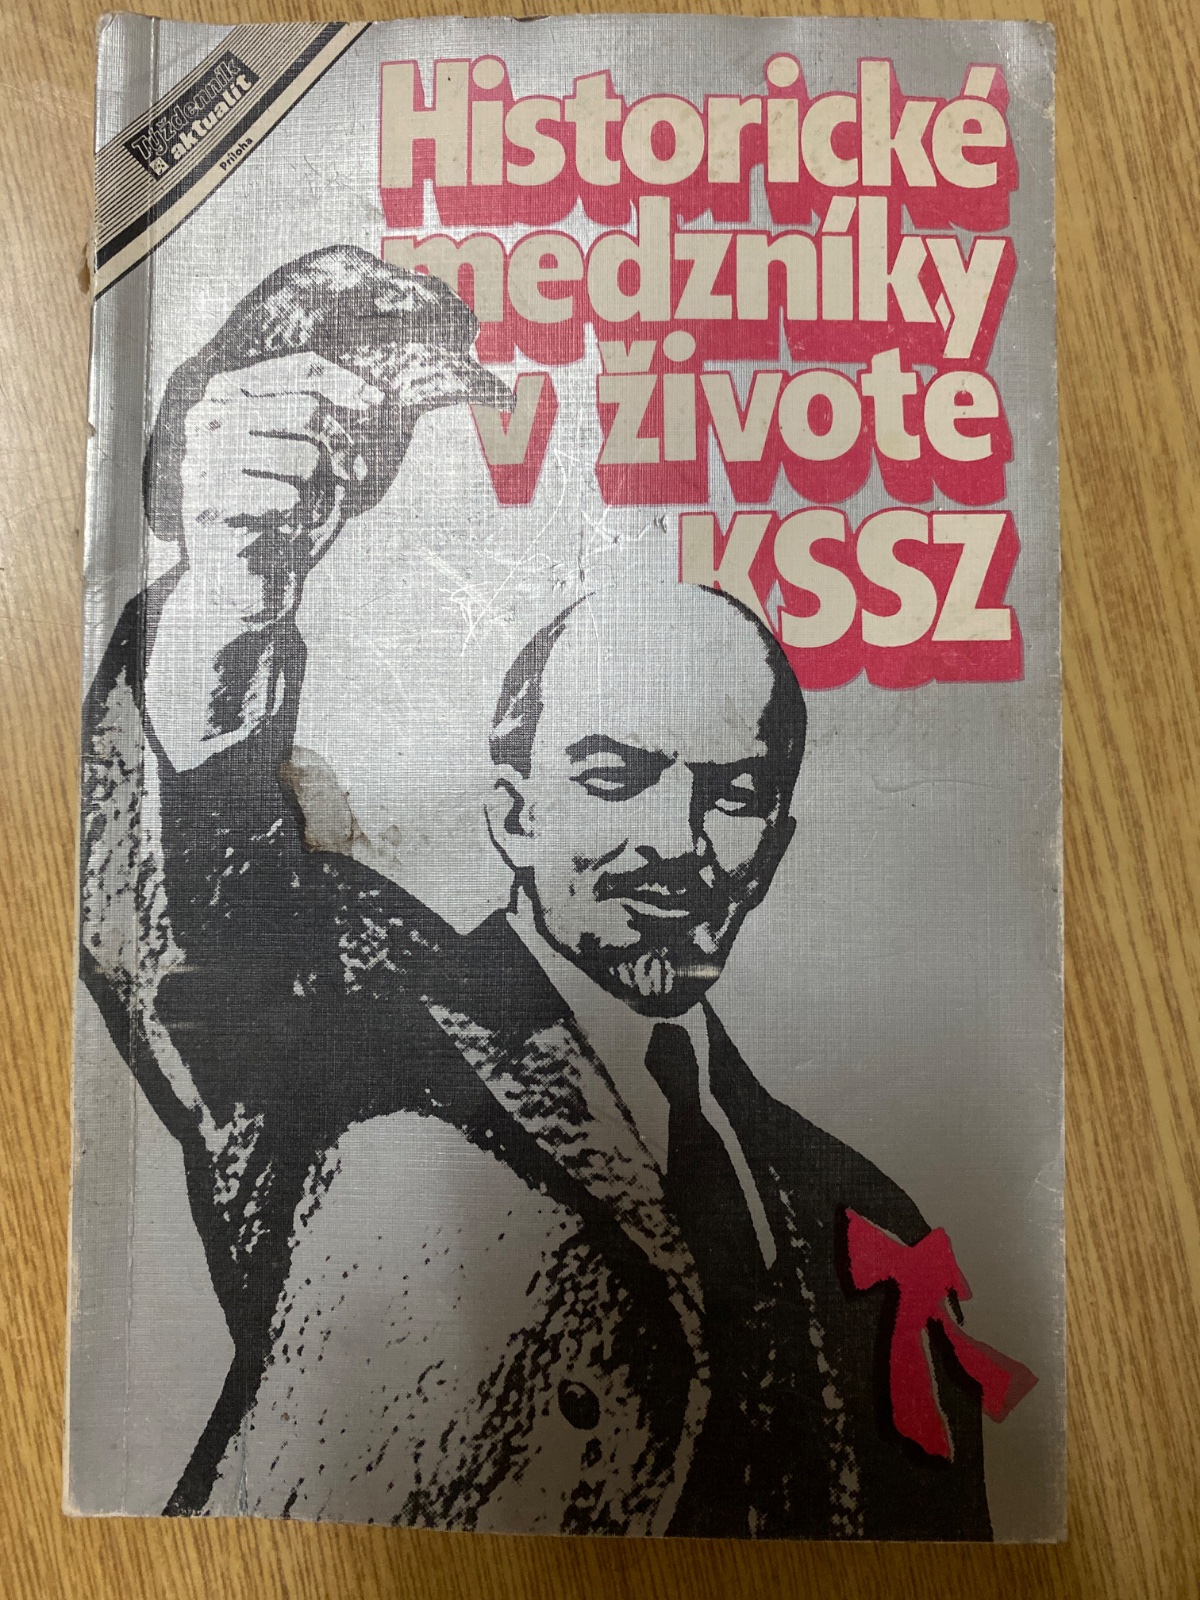 Týždenník
aktualít
Príloha
Historické
medzníky
v živote
KSSZ